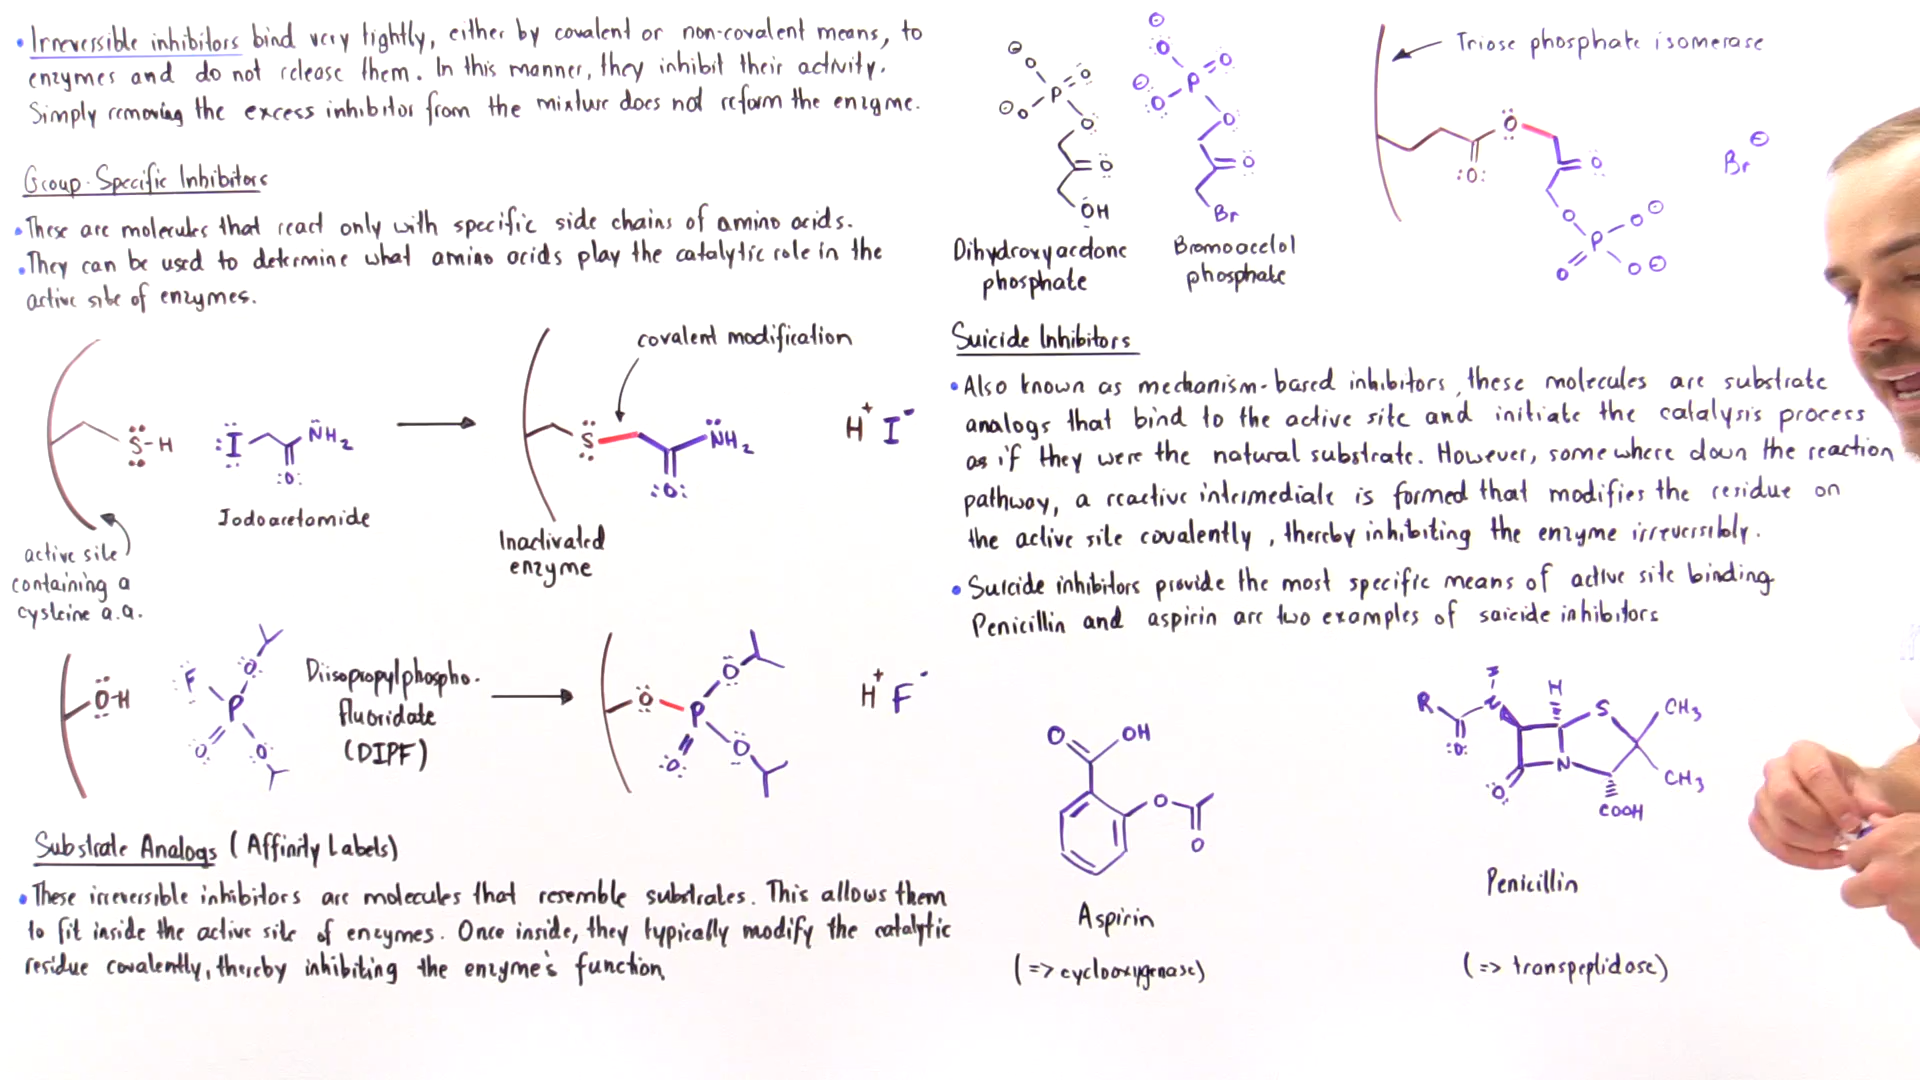 • Irreversible inhibitors bind very tightly, either by covalent or non-covalent means, to
enzymes and do not release them. In this manner, they inhibit their activity.
Simply removing the excess inhibitor from the mixture does not reform the enzyme.
Group-Specific Inhibitors
• These are molecules that react only with specific side chains of amino acids.
• They can be used to determine what amino acids play the catalytic role in the
active site of enzymes.
covalent modification
S-H
I
NH2
O
Iodoacetamide
S
NH2
O
H+ I-
Inactivated
enzyme
active site
containing a
cysteine a.a.
O-H
F
O
P
O
O
Diisopropylphospho-
fluoridate
(DIPF)
O
P
O
O
O
H+ F-
Substrate Analogs (Affinity Labels)
• These irreversible inhibitors are molecules that resemble substrates. This allows them
to fit inside the active site of enzymes. Once inside, they typically modify the catalytic
residue covalently, thereby inhibiting the enzyme's function
O
O
O
P
O
O
OH
Dihydroxyacetone
phosphate
O
O
O
P
O
O
Br
Bromoacetol
phosphate
Triose phosphate isomerase
O
O
O
O
P
O
O
O
Br
Suicide Inhibitors
• Also known as mechanism-based inhibitors, these molecules are substrate
analogs that bind to the active site and initiate the catalysis process
as if they were the natural substrate. However, somewhere down the reaction
pathway, a reactive intermediate is formed that modifies the residue on
the active site covalently, thereby inhibiting the enzyme irreversibly.
• Suicide inhibitors provide the most specific means of active site binding
Penicillin and aspirin are two examples of suicide inhibitors
O
OH
O
O
Aspirin
(=> cyclooxygenase)
R
O
N
H
H
S
CH3
CH3
N
O
COOH
Penicillin
(=> transpeptidase)